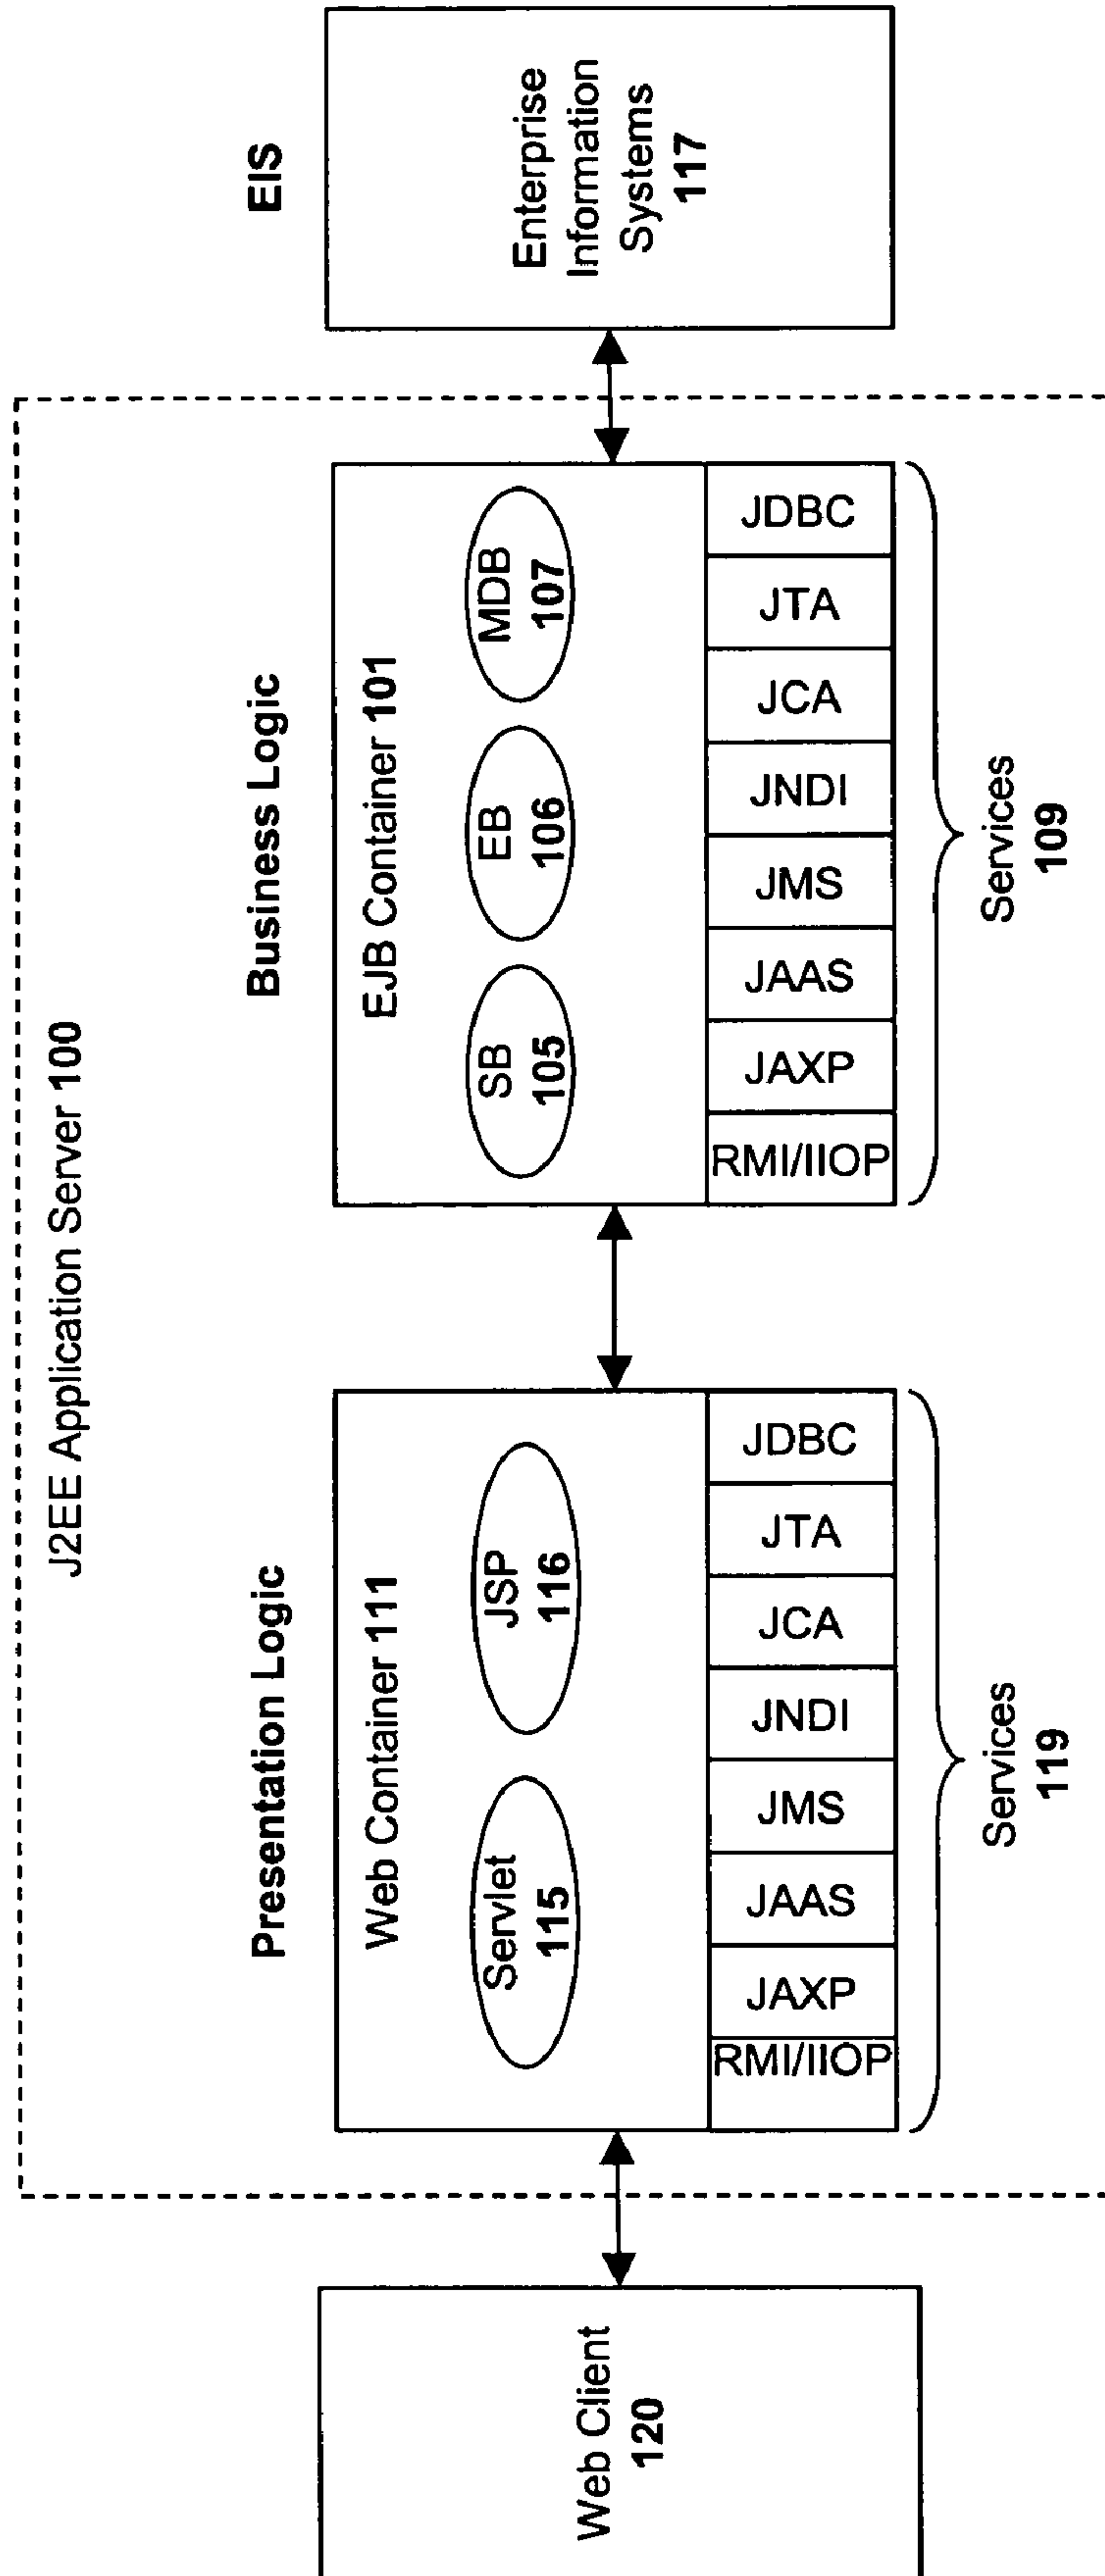 J2EE Application Server 100
Presentation Logic
Business Logic
EIS
Web Client
120
Web Container 111
Servlet
115
JSP
116
RMI/IIOP
JAXP
JAAS
JMS
JNDI
JCA
JTA
JDBC
Services
119
EJB Container 101
SB
105
EB
106
MDB
107
RMI/IIOP
JAXP
JAAS
JMS
JNDI
JCA
JTA
JDBC
Services
109
Enterprise
Information
Systems
117